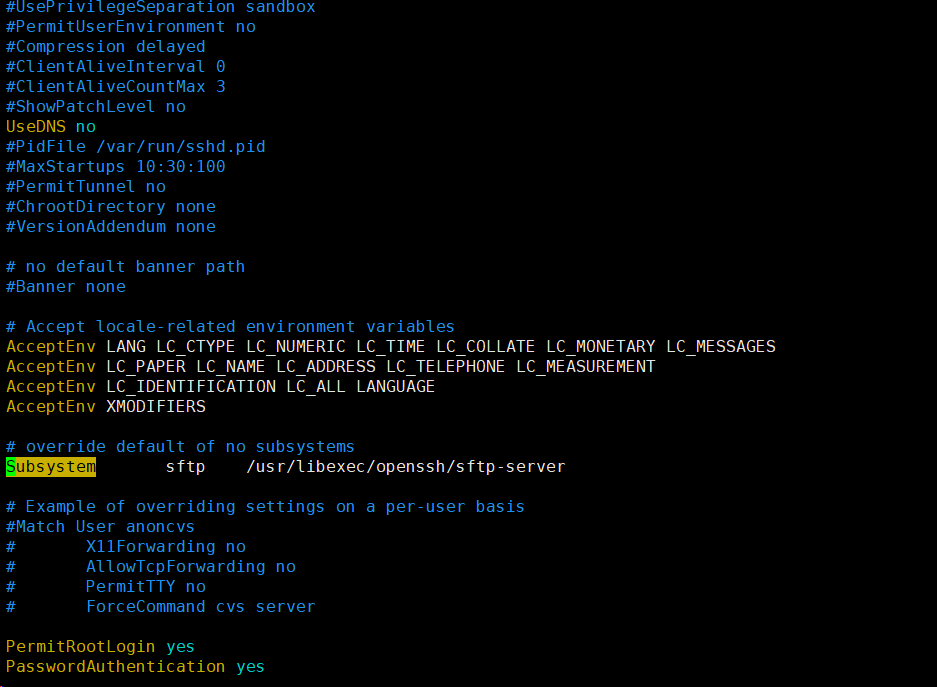 #UsePrivilegeSeparation sandbox
#PermitUserEnvironment no
#Compression delayed
#ClientAliveInterval 0
#ClientAliveCountMax 3
#ShowPatchLevel no
UseDNS no
#PidFile /var/run/sshd.pid
#MaxStartups 10:30:100
#PermitTunnel no
#ChrootDirectory none
#VersionAddendum none

# no default banner path
#Banner none

# Accept locale-related environment variables
AcceptEnv LANG LC_CTYPE LC_NUMERIC LC_TIME LC_COLLATE LC_MONETARY LC_MESSAGES
AcceptEnv LC_PAPER LC_NAME LC_ADDRESS LC_TELEPHONE LC_MEASUREMENT
AcceptEnv LC_IDENTIFICATION LC_ALL LANGUAGE
AcceptEnv XMODIFIERS

# override default of no subsystems
Subsystem       sftp    /usr/libexec/openssh/sftp-server

# Example of overriding settings on a per-user basis
#Match User anoncvs
#       X11Forwarding no
#       AllowTcpForwarding no
#       PermitTTY no
#       ForceCommand cvs server

PermitRootLogin yes
PasswordAuthentication yes